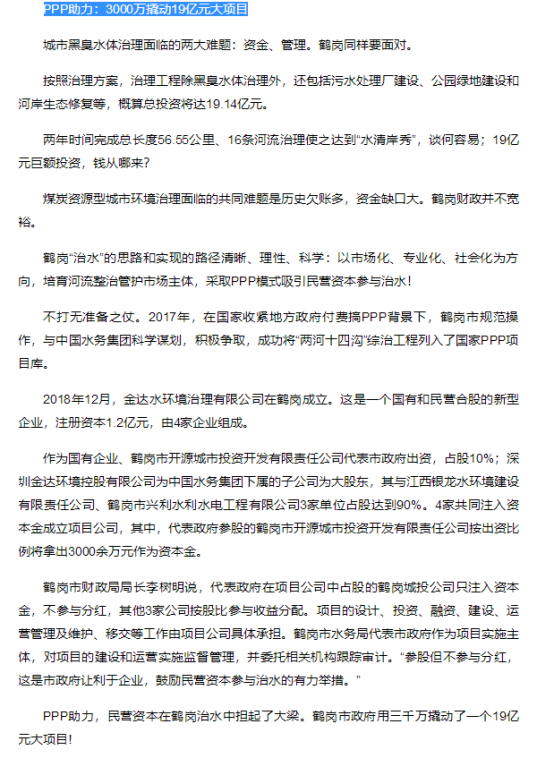 PPP助力：3000万撬动19亿元大项目
城市黑臭水体治理面临的两大难题：资金、管理。鹤岗同样要面对。
按照治理方案，治理工程除黑臭水体治理外，还包括污水处理厂建设、公园绿地建设和
河岸生态修复等，概算总投资将达19.14亿元。
两年时间完成总长度56.55公里、16条河流治理使之达到“水清岸秀”，谈何容易；19亿
元巨额投资，钱从哪来？
煤炭资源型城市环境治理面临的共同难题是历史欠账多，资金缺口大。鹤岗财政并不宽
裕。
鹤岗“治水”的思路和实现的路径清晰、理性、科学：以市场化、专业化、社会化为方
向，培育河流整治管护市场主体，采取PPP模式吸引民营资本参与治水！
不打无准备之仗。2017年，在国家收紧地方政府付费搞PPP背景下，鹤岗市规范操
作，与中国水务集团科学谋划，积极争取，成功将“两河十四沟”综治工程列入了国家PPP项
目库。
2018年12月，金达水环境治理有限公司在鹤岗成立。这是一个国有和民营合股的新型
企业，注册资本1.2亿元，由4家企业组成。
作为国有企业、鹤岗市开源城市投资开发有限责任公司代表市政府出资，占股10%；深
圳金达环境控股有限公司为中国水务集团下属的子公司为大股东，其与江西银龙水环境建设
有限责任公司、鹤岗市兴利水利水电工程有限公司3家单位占股达到90%。4家共同注入资
本金成立项目公司，其中，代表政府参股的鹤岗市开源城市投资开发有限责任公司按出资比
例将拿出3000余万元作为资本金。
鹤岗市财政局局长李树明说，代表政府在项目公司中占股的鹤岗城投公司只注入资本
金，不参与分红，其他3家公司按股比参与收益分配。项目的设计、投资、融资、建设、运
营管理及维护、移交等工作由项目公司具体承担。鹤岗市水务局代表市政府作为项目实施主
体，对项目的建设和运营实施监督管理，并委托相关机构跟踪审计。“参股但不参与分红，
这是市政府让利于企业，鼓励民营资本参与治水的有力举措。”
PPP助力，民营资本在鹤岗治水中担起了大梁。鹤岗市政府用三千万撬动了一个19亿
元大项目!